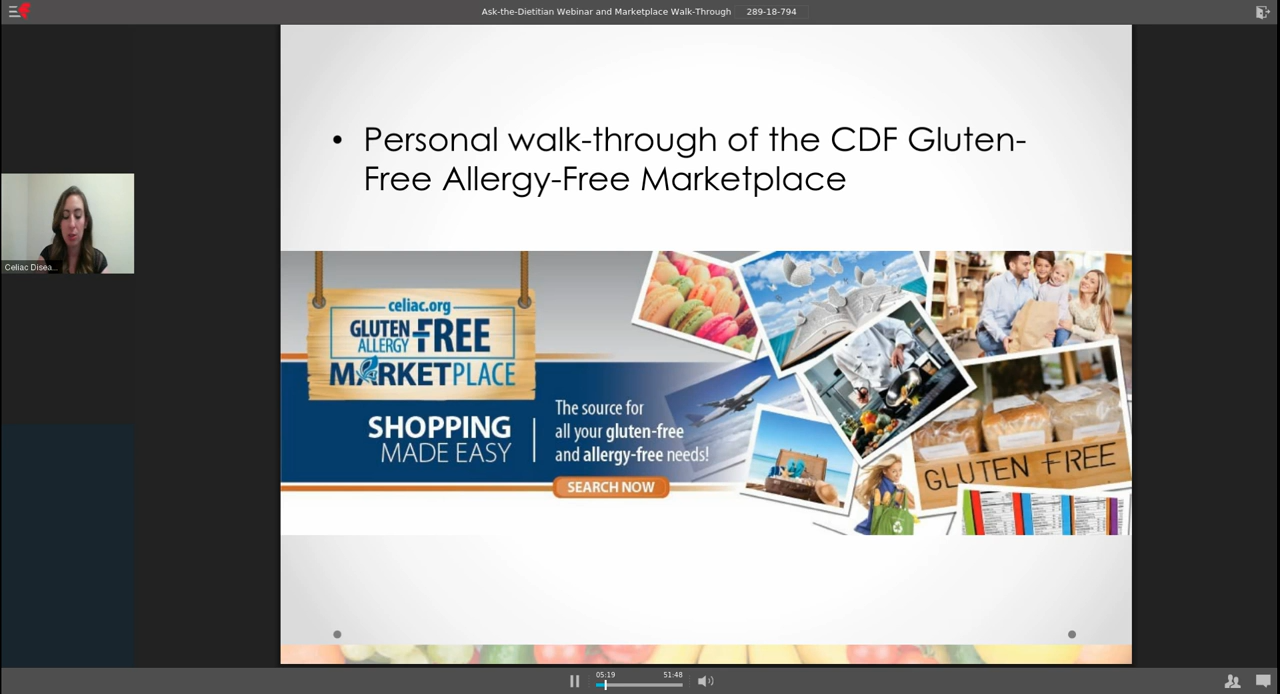 Ask-the-Dietitian Webinar and Marketplace Walk-Through 289-18-794
• Personal walk-through of the CDF Gluten-
Free Allergy-Free Marketplace
Celiac Disea...
celiac.org
GLUTEN
ALLERGY
-FREE
MARKETPLACE
SHOPPING
MADE EASY
The source for
all your gluten-free
and allergy-free needs!
SEARCH NOW
GLUTEN FREE
05:19
51:48